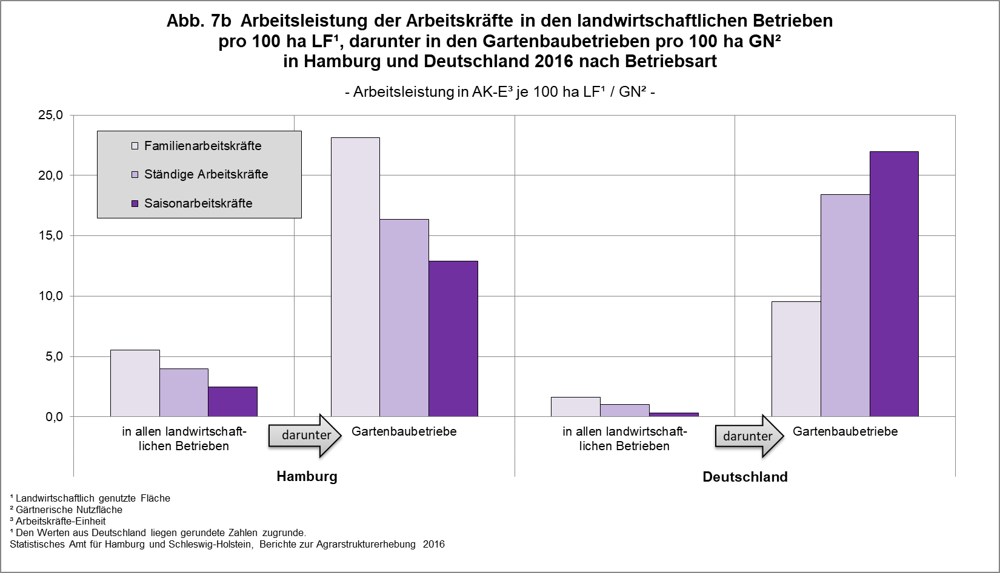 Abb. 7b Arbeitsleistung der Arbeitskräfte in den landwirtschaftlichen Betrieben
pro 100 ha LF¹, darunter in den Gartenbaubetrieben pro 100 ha GN²
in Hamburg und Deutschland 2016 nach Betriebsart
- Arbeitsleistung in AK-E³ je 100 ha LF¹ / GN² -
25,0
20,0
15,0
10,0
5,0
0,0
Familienarbeitskräfte
Ständige Arbeitskräfte
Saisonarbeitskräfte
in allen landwirtschaft-
lichen Betrieben
darunter
Gartenbaubetriebe
in allen landwirtschaft-
lichen Betrieben
darunter
Gartenbaubetriebe
Hamburg
Deutschland
¹ Landwirtschaftlich genutzte Fläche
² Gärtnerische Nutzfläche
³ Arbeitskräfte-Einheit
¹ Den Werten aus Deutschland liegen gerundete Zahlen zugrunde.
Statistisches Amt für Hamburg und Schleswig-Holstein, Berichte zur Agrarstrukturerhebung 2016